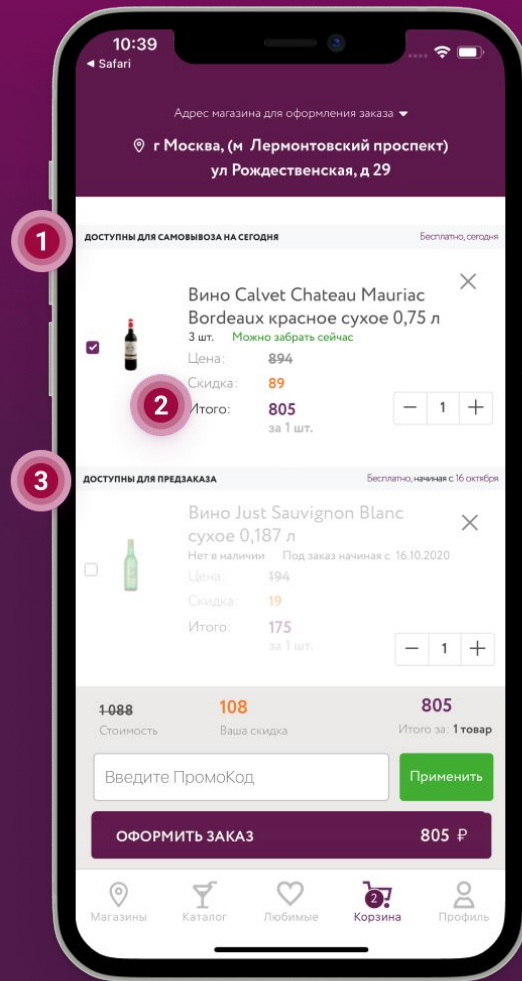 10:39
◀ Safari
Адрес магазина для оформления заказа
г Москва, (м Лермонтовский проспект)
ул Рождественская, д 29
1
ДОСТУПНЫ ДЛЯ САМОВЫВОЗА НА СЕГОДНЯ Бесплатно, сегодня
Вино Calvet Chateau Mauriac
Bordeaux красное сухое 0,75 л
3 шт. Можно забрать сейчас
Цена: 894
Скидка: 89
2
Итого: 805
за 1 шт.
1
3
ДОСТУПНЫ ДЛЯ ПРЕДЗАКАЗА Бесплатно, начиная с 16 октября
Вино Just Sauvignon Blanc
сухое 0,187 л
Нет в наличии Под заказ начиная с 16.10.2020
Цена: 194
Скидка: 19
Итого: 175
за 1 шт.
1
1 088 108 805
Стоимость Ваша скидка Итого за: 1 товар
Введите ПромоКод Применить
ОФОРМИТЬ ЗАКАЗ 805 ₽
2
Магазины Каталог Любимые Корзина Профиль